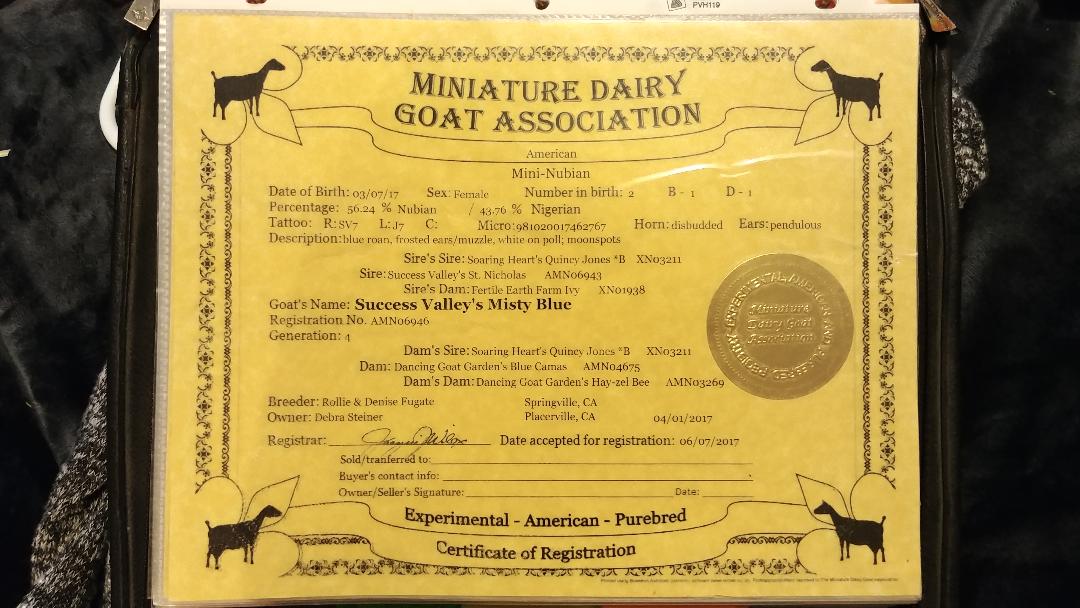 PVH119
MINIATURE DAIRY
GOAT ASSOCIATION
American
Mini-Nubian
Date of Birth: 03/07/17 Sex: Female Number in birth: 2 B - 1 D - 1
Percentage: 56.24 % Nubian / 43.76 % Nigerian
Tattoo: R: SV7 L: J7 C: Micro: 981020017462767 Horn: disbudded Ears: pendulous
Description: blue roan, frosted ears/muzzle, white on poll; moonspots
Sire's Sire: Soaring Heart's Quincy Jones *B XN03211
Sire: Success Valley's St. Nicholas AMN06943
Sire's Dam: Fertile Earth Farm Ivy XN01938
Goat's Name: Success Valley's Misty Blue
Registration No. AMN06946
Generation: 4
Dam's Sire: Soaring Heart's Quincy Jones *B XN03211
Dam: Dancing Goat Garden's Blue Camas AMN04675
Dam's Dam: Dancing Goat Garden's Hay-zel Bee AMN03269
Breeder: Rollie & Denise Fugate Springville, CA
Owner: Debra Steiner Placerville, CA 04/01/2017
Registrar: Date accepted for registration: 06/07/2017
Sold/tranferred to:
Buyer's contact info:
Owner/Seller's Signature: Date:
Experimental - American - Purebred
Certificate of Registration
Miniature
Dairy Goat
Association